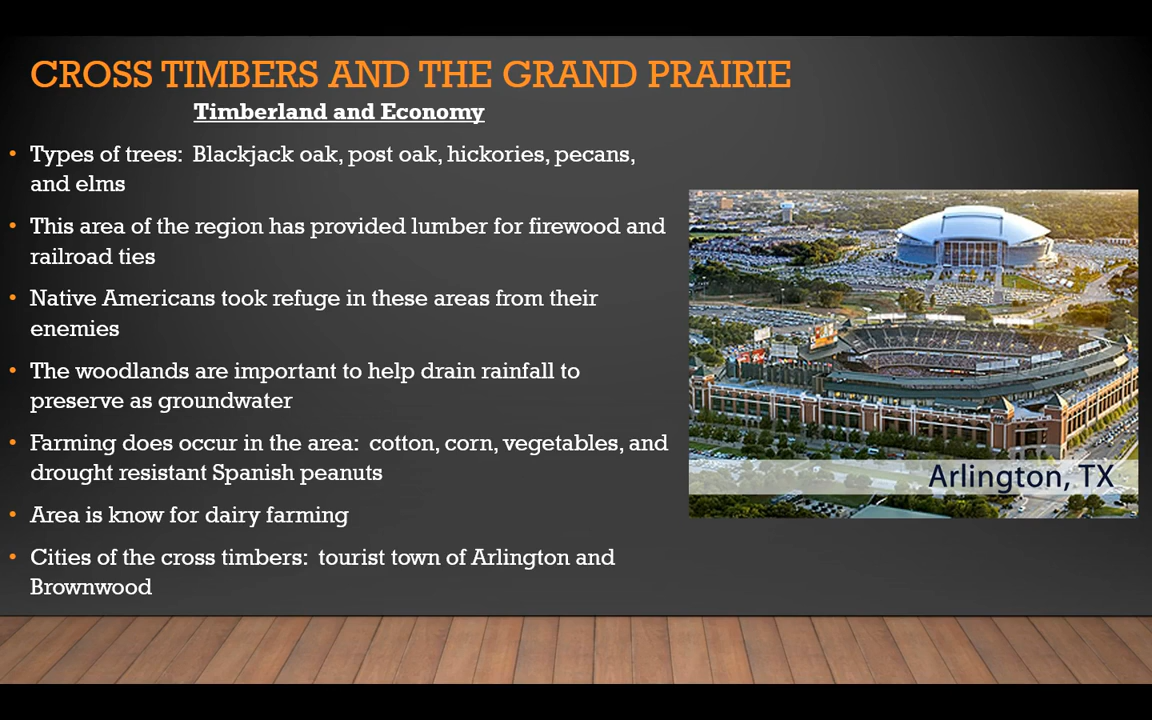 CROSS TIMBERS AND THE GRAND PRAIRIE
Timberland and Economy
• Types of trees: Blackjack oak, post oak, hickories, pecans,
and elms
• This area of the region has provided lumber for firewood and
railroad ties
• Native Americans took refuge in these areas from their
enemies
• The woodlands are important to help drain rainfall to
preserve as groundwater
• Farming does occur in the area: cotton, corn, vegetables, and
drought resistant Spanish peanuts
• Area is know for dairy farming
• Cities of the cross timbers: tourist town of Arlington and
Brownwood
Arlington, TX